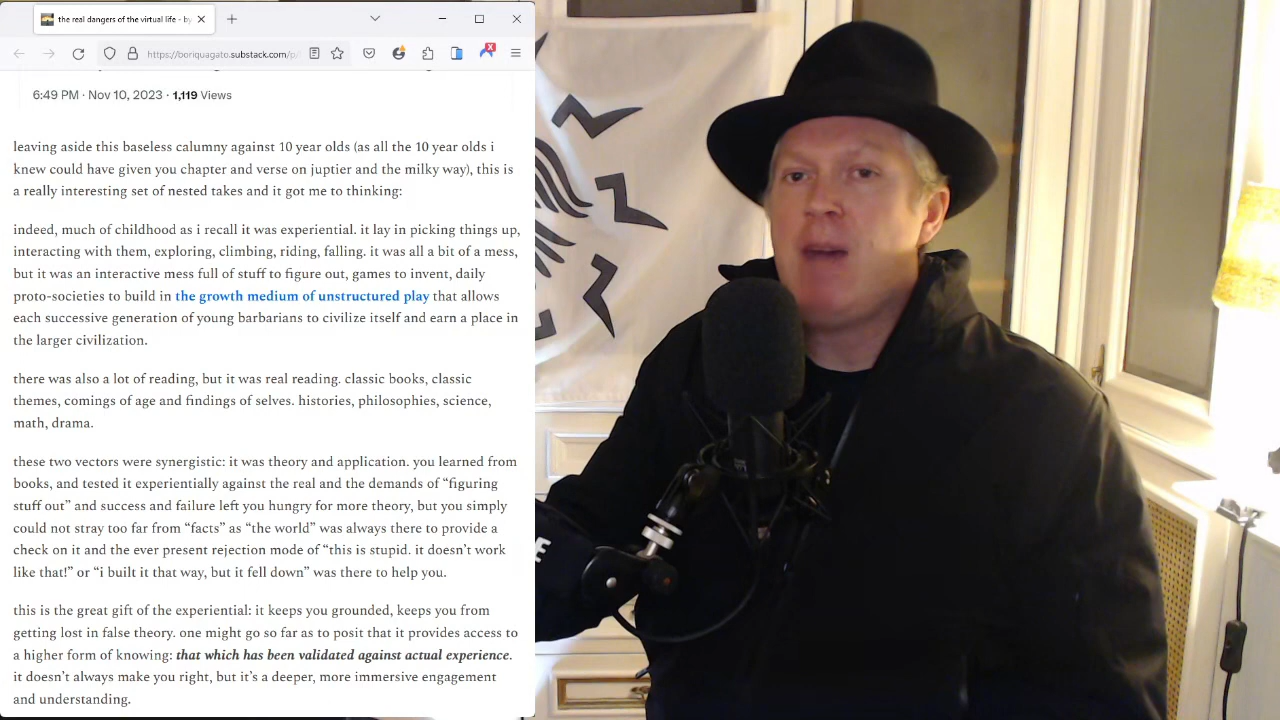 the real dangers of the virtual life - by
https://boriquagato.substack.com/p/
6:49 PM · Nov 10, 2023 · 1,119 Views
leaving aside this baseless calumny against 10 year olds (as all the 10 year olds i
knew could have given you chapter and verse on juptier and the milky way), this is
a really interesting set of nested takes and it got me to thinking:
indeed, much of childhood as i recall it was experiential. it lay in picking things up,
interacting with them, exploring, climbing, riding, falling. it was all a bit of a mess,
but it was an interactive mess full of stuff to figure out, games to invent, daily
proto-societies to build in the growth medium of unstructured play that allows
each successive generation of young barbarians to civilize itself and earn a place in
the larger civilization.
there was also a lot of reading, but it was real reading. classic books, classic
themes, comings of age and findings of selves. histories, philosophies, science,
math, drama.
these two vectors were synergistic: it was theory and application. you learned from
books, and tested it experientially against the real and the demands of “figuring
stuff out” and success and failure left you hungry for more theory, but you simply
could not stray too far from “facts” as “the world” was always there to provide a
check on it and the ever present rejection mode of “this is stupid. it doesn’t work
like that!” or “i built it that way, but it fell down” was there to help you.
this is the great gift of the experiential: it keeps you grounded, keeps you from
getting lost in false theory. one might go so far as to posit that it provides access to
a higher form of knowing: that which has been validated against actual experience.
it doesn’t always make you right, but it’s a deeper, more immersive engagement
and understanding.